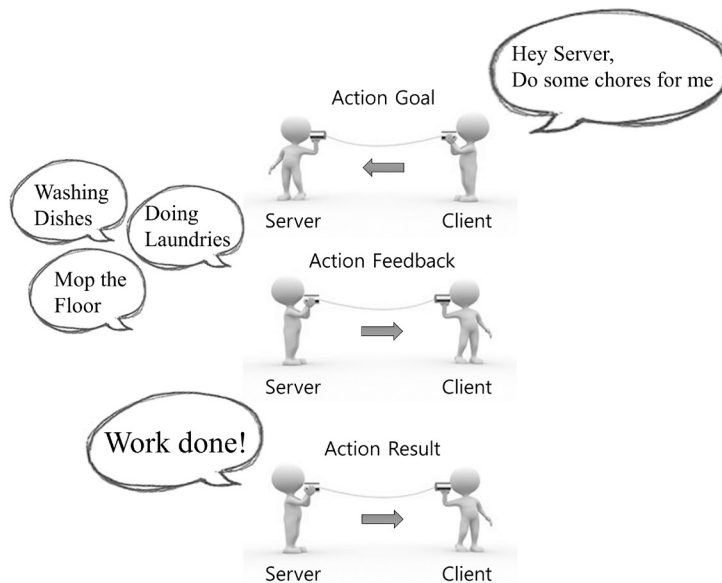 Hey Server,
Do some chores for me
Action Goal
Server
Client
Washing
Dishes
Doing
Laundries
Mop the
Floor
Action Feedback
Server
Client
Work done!
Action Result
Server
Client